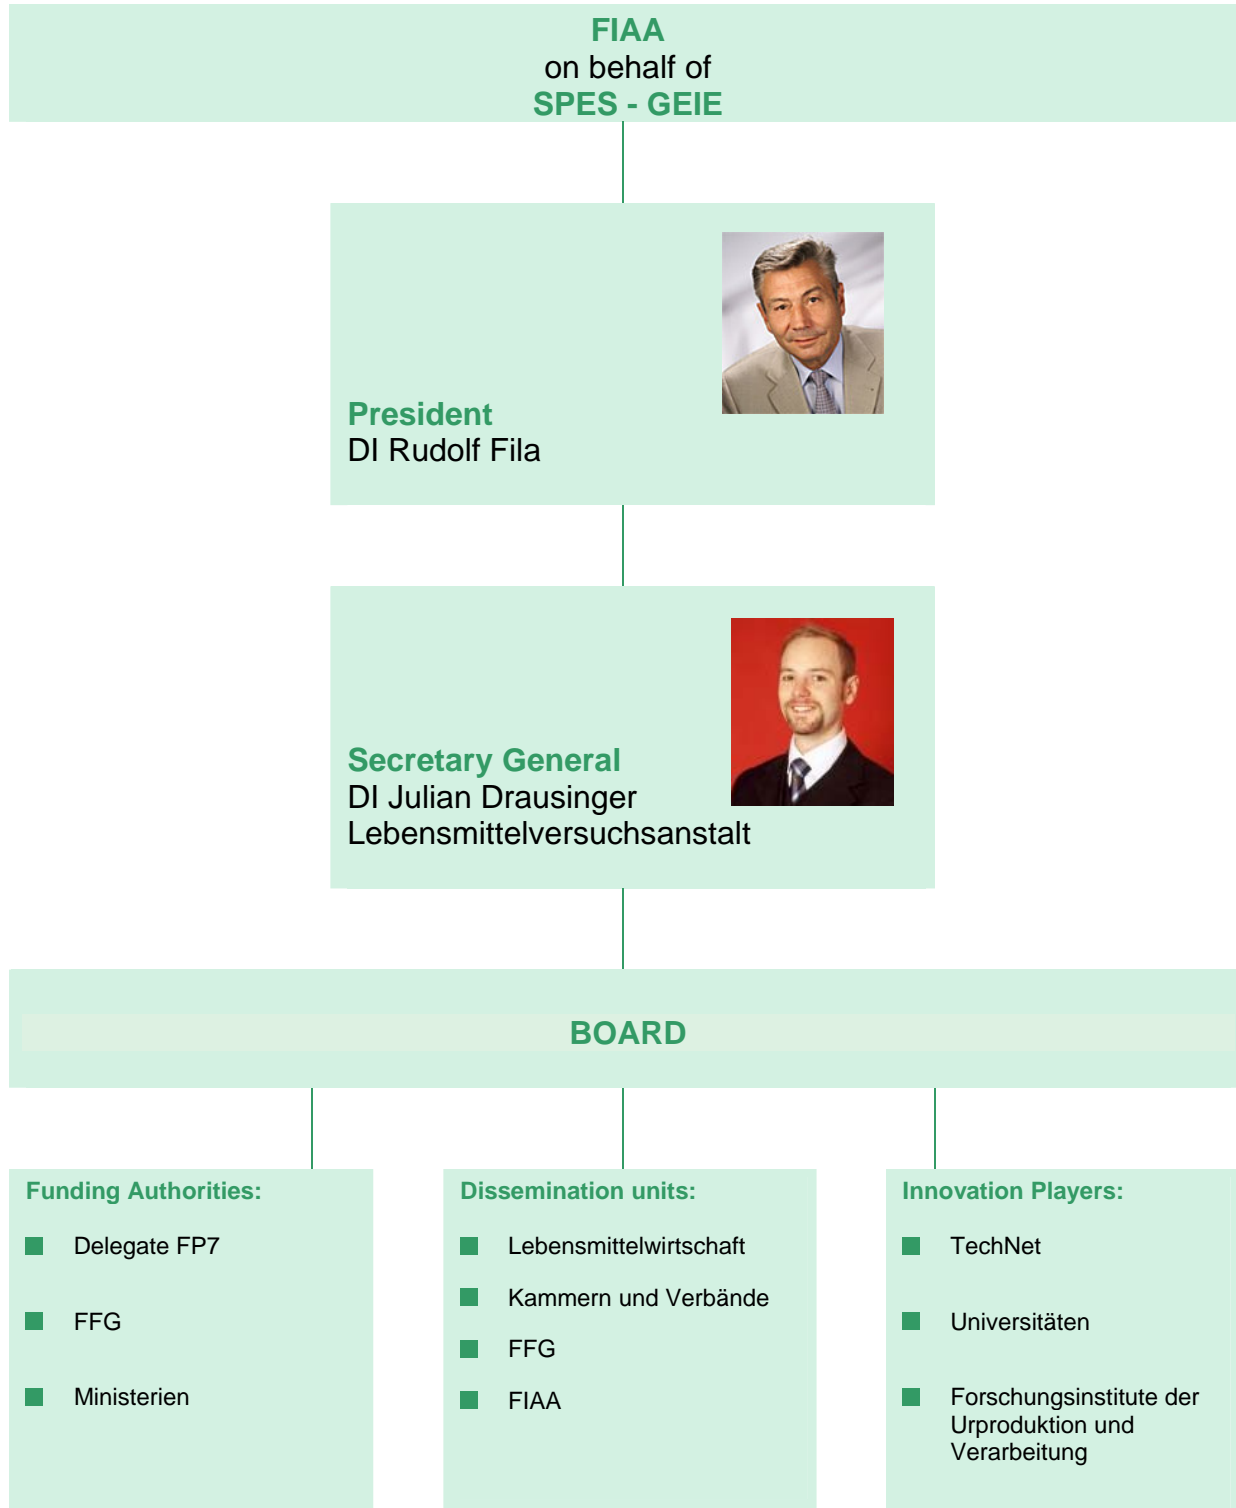 FIAA
on behalf of
SPES - GEIE
President
DI Rudolf Fila
Secretary General
DI Julian Drausinger
Lebensmittelversuchsanstalt
BOARD
Funding Authorities:
Delegate FP7
FFG
Ministerien
Dissemination units:
Lebensmittelwirtschaft
Kammern und Verbände
FFG
FIAA
Innovation Players:
TechNet
Universitäten
Forschungsinstitute der
Urproduktion und
Verarbeitung